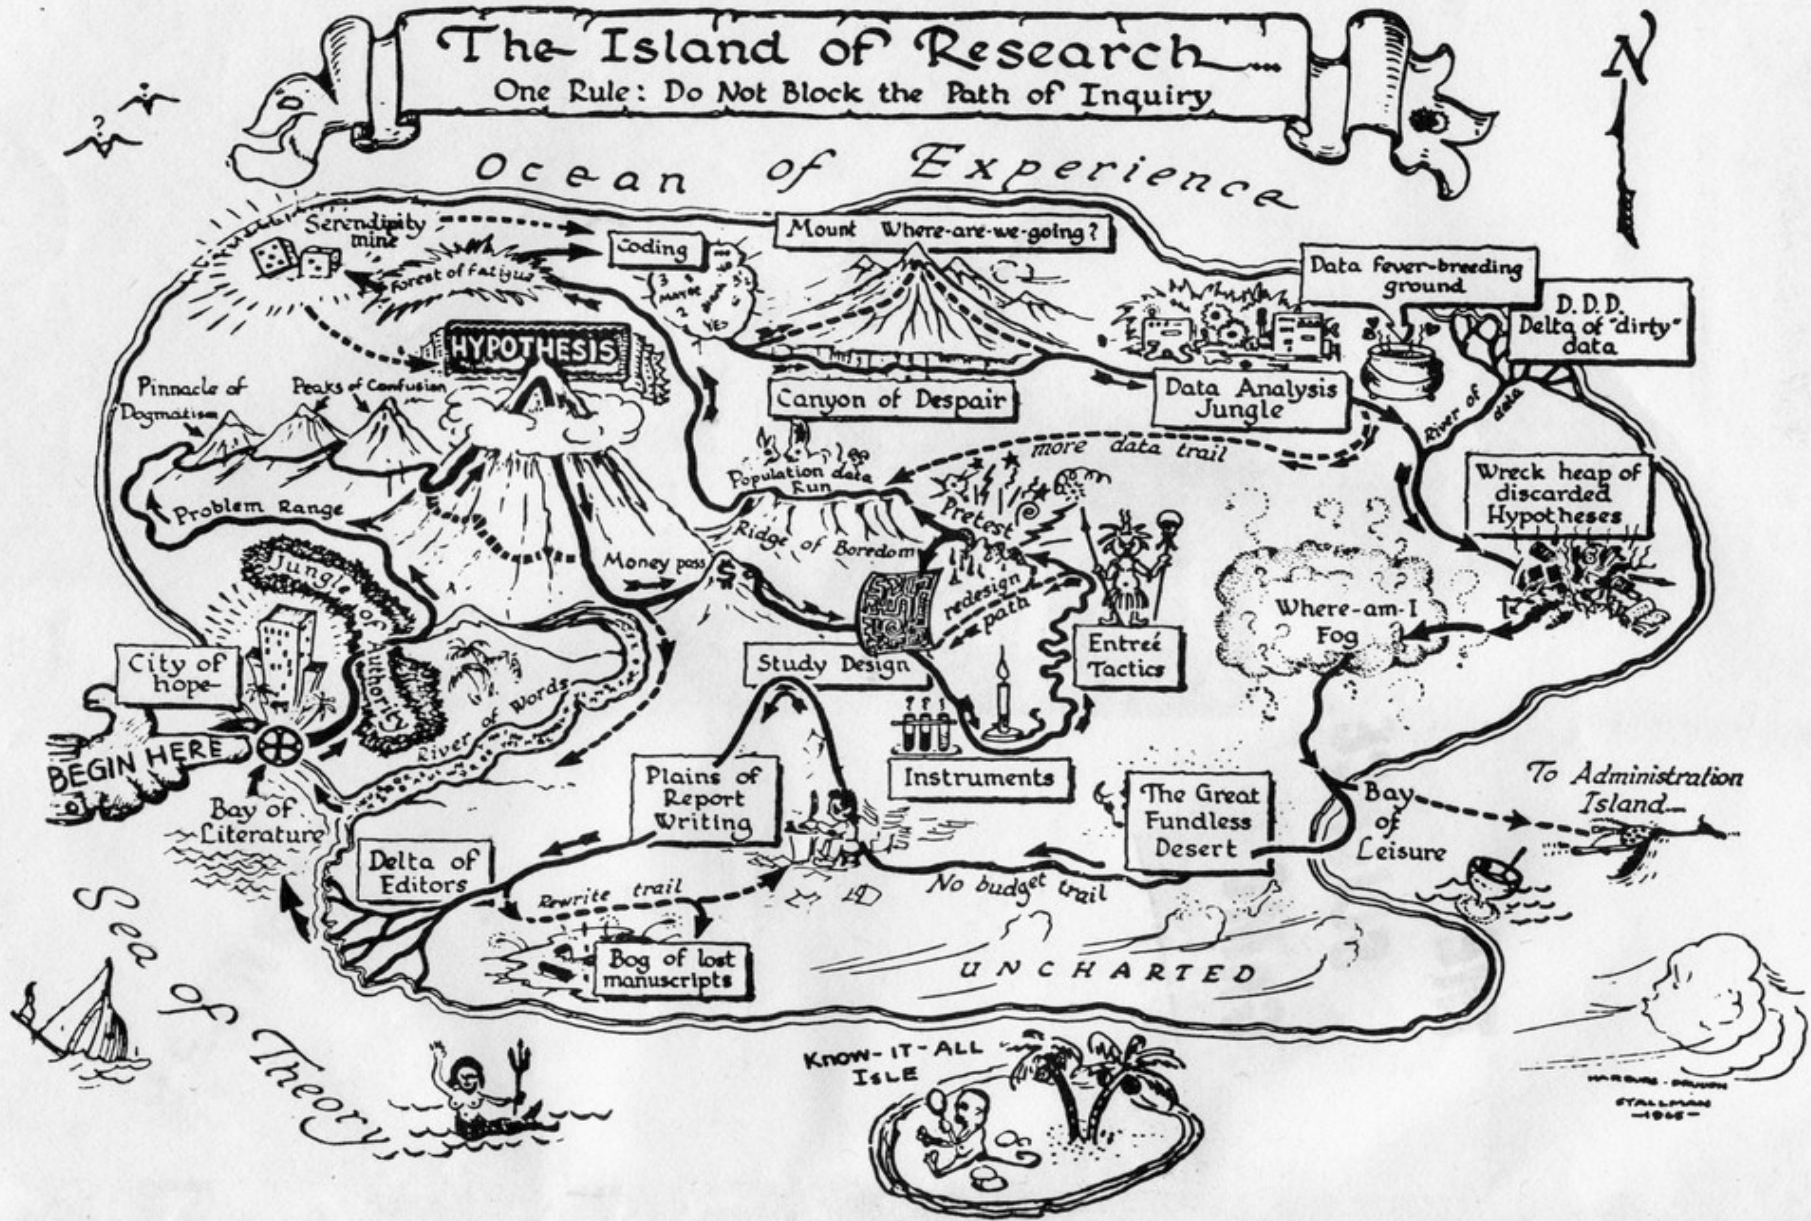 The Island of Research...
One Rule: Do Not Block the Path of Inquiry
N
?
Ocean of Experience
Serendipity
mine
Coding
Mount Where-are-we-going?
Data fever-breeding
ground
D.D.D.
Delta of "dirty"
data
Forest of fatigue
3
MAYBE
2
YES
NO
HYPOTHESIS
Pinnacle of
Dogmatism
Peaks of Confusion
Canyon of Despair
Data Analysis
Jungle
River of
data
more data trail
Population data
Run
Wreck heap of
discarded
Hypotheses
Problem Range
Pretest
Ridge of Boredom
Money pass
$
Jungle of Authority
redesign
path
Where-am-I
Fog
Entreé
Tactics
City of
hope
Study Design
River of Words
BEGIN HERE
???
Instruments
Plains of
Report
Writing
The Great
Fundless
Desert
Bay
of
Leisure
To Administration
Island
Bay of
Literature
Delta of
Editors
Rewrite trail
No budget trail
Bog of lost
manuscripts
UNCHARTED
Sea of Theory
KNOW-IT-ALL
ISLE
STALLMAN